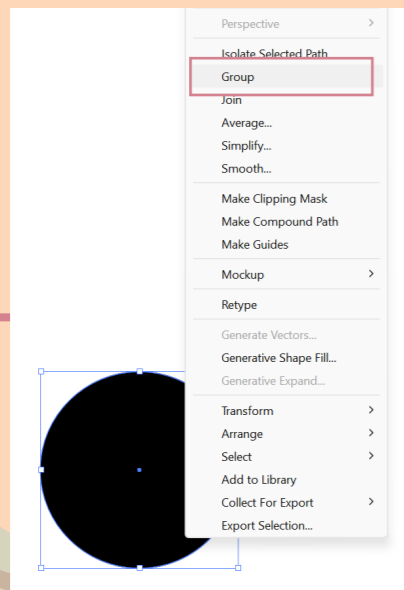 Perspective
Isolate Selected Path
Group
Join
Average...
Simplify...
Smooth...
Make Clipping Mask
Make Compound Path
Make Guides
Mockup
Retype
Generate Vectors...
Generative Shape Fill...
Generative Expand...
Transform
Arrange
Select
Add to Library
Collect For Export
Export Selection...